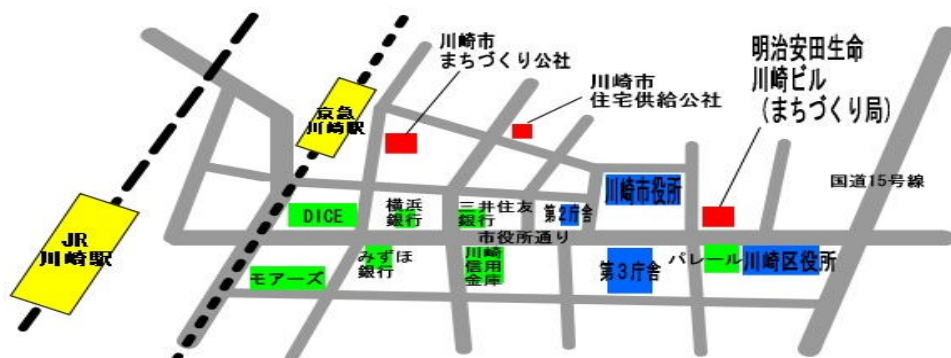 川崎市
まちづくり公社
川崎市
住宅供給公社
明治安田生命
川崎ビル
（まちづくり局）
京急
川崎駅
国道15号線
川崎市役所
DICE
横浜
銀行
三井住友
銀行
第2庁舎
市役所通り
JR
川崎駅
モアーズ
みずほ
銀行
川崎
信用
金庫
第3庁舎
パレール
川崎区役所